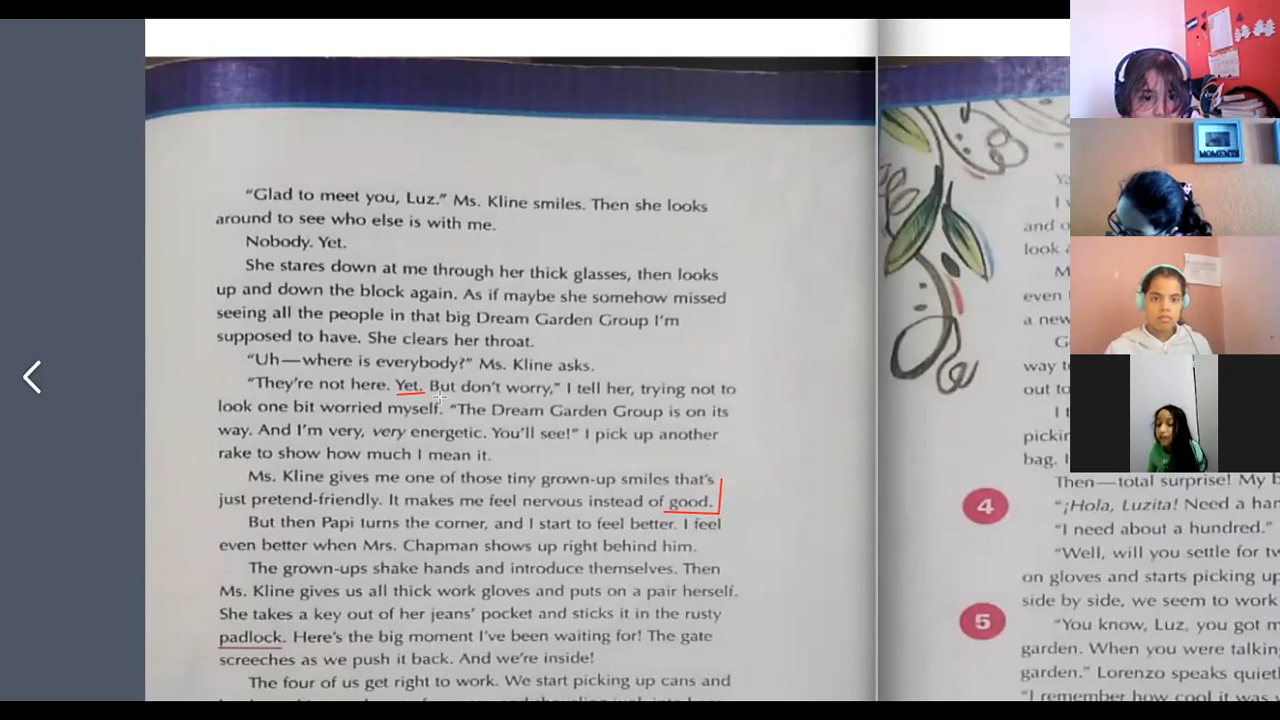 "Glad to meet you, Luz." Ms. Kline smiles. Then she looks
around to see who else is with me.
Nobody. Yet.
She stares down at me through her thick glasses, then looks
up and down the block again. As if maybe she somehow missed
seeing all the people in that big Dream Garden Group I'm
supposed to have. She clears her throat.
"Uh—where is everybody?" Ms. Kline asks.
"They're not here. Yet. But don't worry," I tell her, trying not to
look one bit worried myself. "The Dream Garden Group is on its
way. And I'm very, very energetic. You'll see!" I pick up another
rake to show how much I mean it.
Ms. Kline gives me one of those tiny grown-up smiles that's
just pretend-friendly. It makes me feel nervous instead of good.
But then Papi turns the corner, and I start to feel better. I feel
even better when Mrs. Chapman shows up right behind him.
The grown-ups shake hands and introduce themselves. Then
Ms. Kline gives us all thick work gloves and puts on a pair herself.
She takes a key out of her jeans' pocket and sticks it in the rusty
padlock. Here's the big moment I've been waiting for! The gate
screeches as we push it back. And we're inside!
The four of us get right to work. We start picking up cans and
and o
look
even
a new
way t
out to
I t
pickin
bag. I
Then—total surprise! My b
4
"¡Hola, Luzita! Need a han
"I need about a hundred."
"Well, will you settle for tw
on gloves and starts picking up
side by side, we seem to work
5
"You know, Luz, you got m
garden. When you were talkin
garden." Lorenzo speaks quietl
"I remember how cool it was
MOMENTS